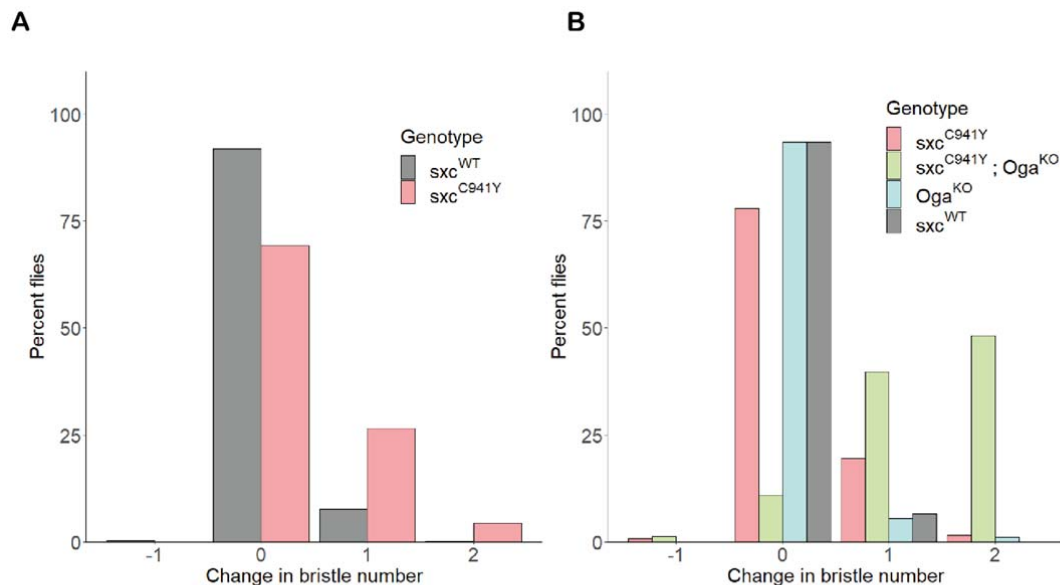 A
Percent flies
100
75
50
25
0
-1 0 1 2
Change in bristle number
Genotype
sxc^WT
sxc^C941Y
B
Percent flies
100
75
50
25
0
-1 0 1 2
Change in bristle number
Genotype
sxc^C941Y
sxc^C941Y ; Oga^KO
Oga^KO
sxc^WT